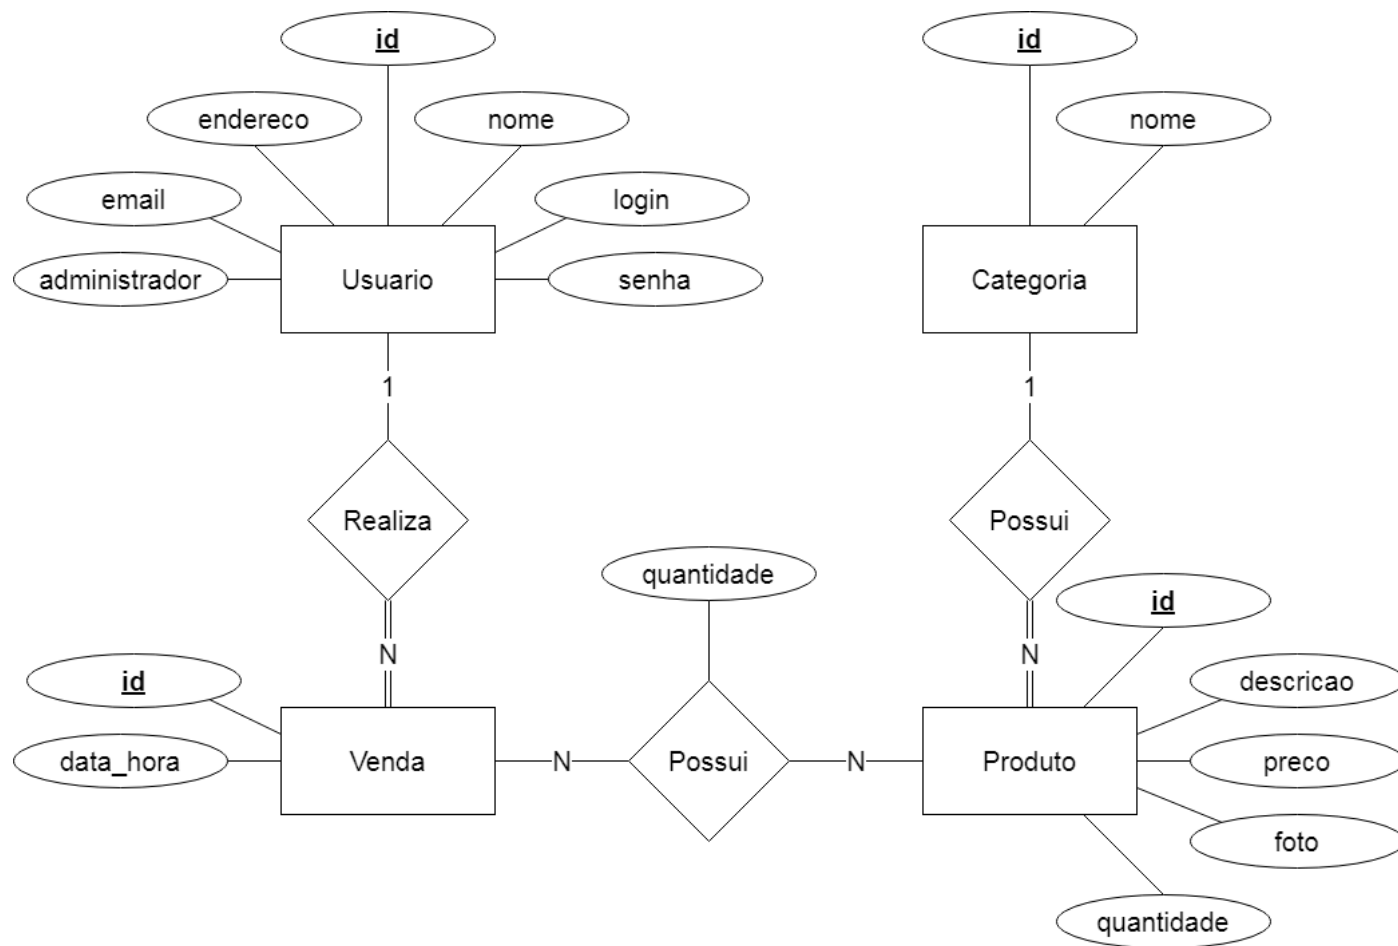 id
id
endereco
nome
nome
email
login
administrador
Usuario
senha
Categoria
1
1
Realiza
Possui
quantidade
id
N
N
id
descricao
data_hora
Venda
N
Possui
N
Produto
preco
foto
quantidade